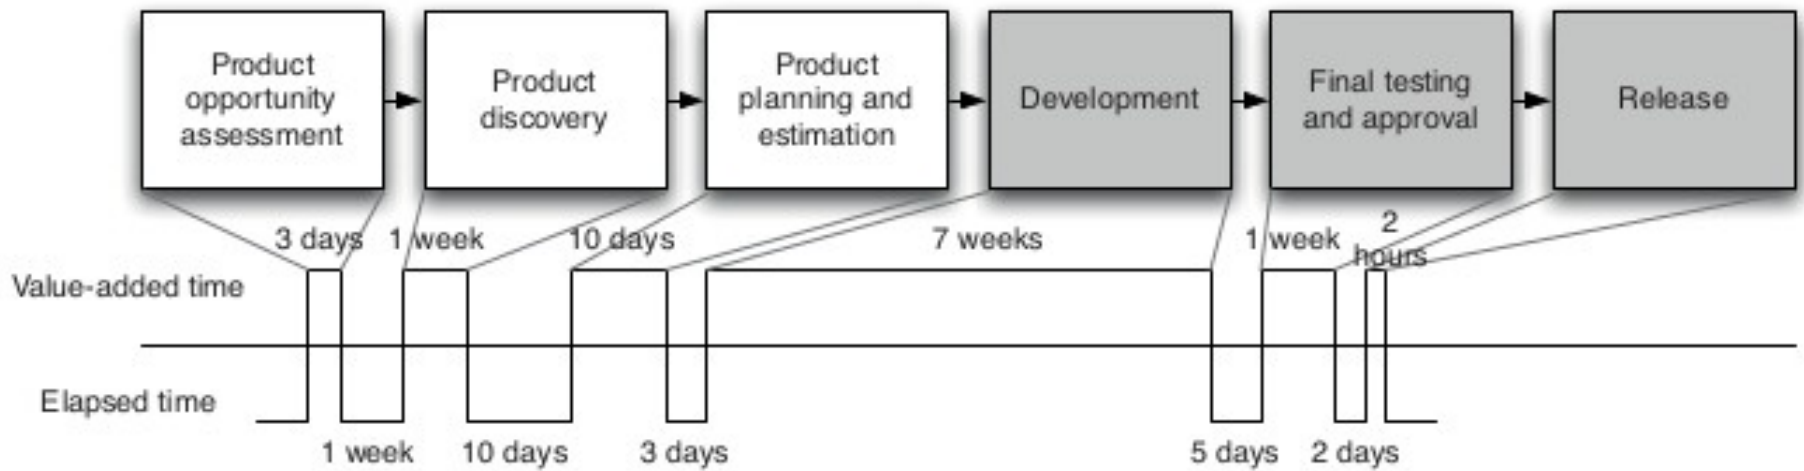 Product
opportunity
assessment
Product
discovery
Product
planning and
estimation
Development
Final testing
and approval
Release
3 days
1 week
10 days
7 weeks
1 week
2
hours
Value-added time
Elapsed time
1 week
10 days
3 days
5 days
2 days